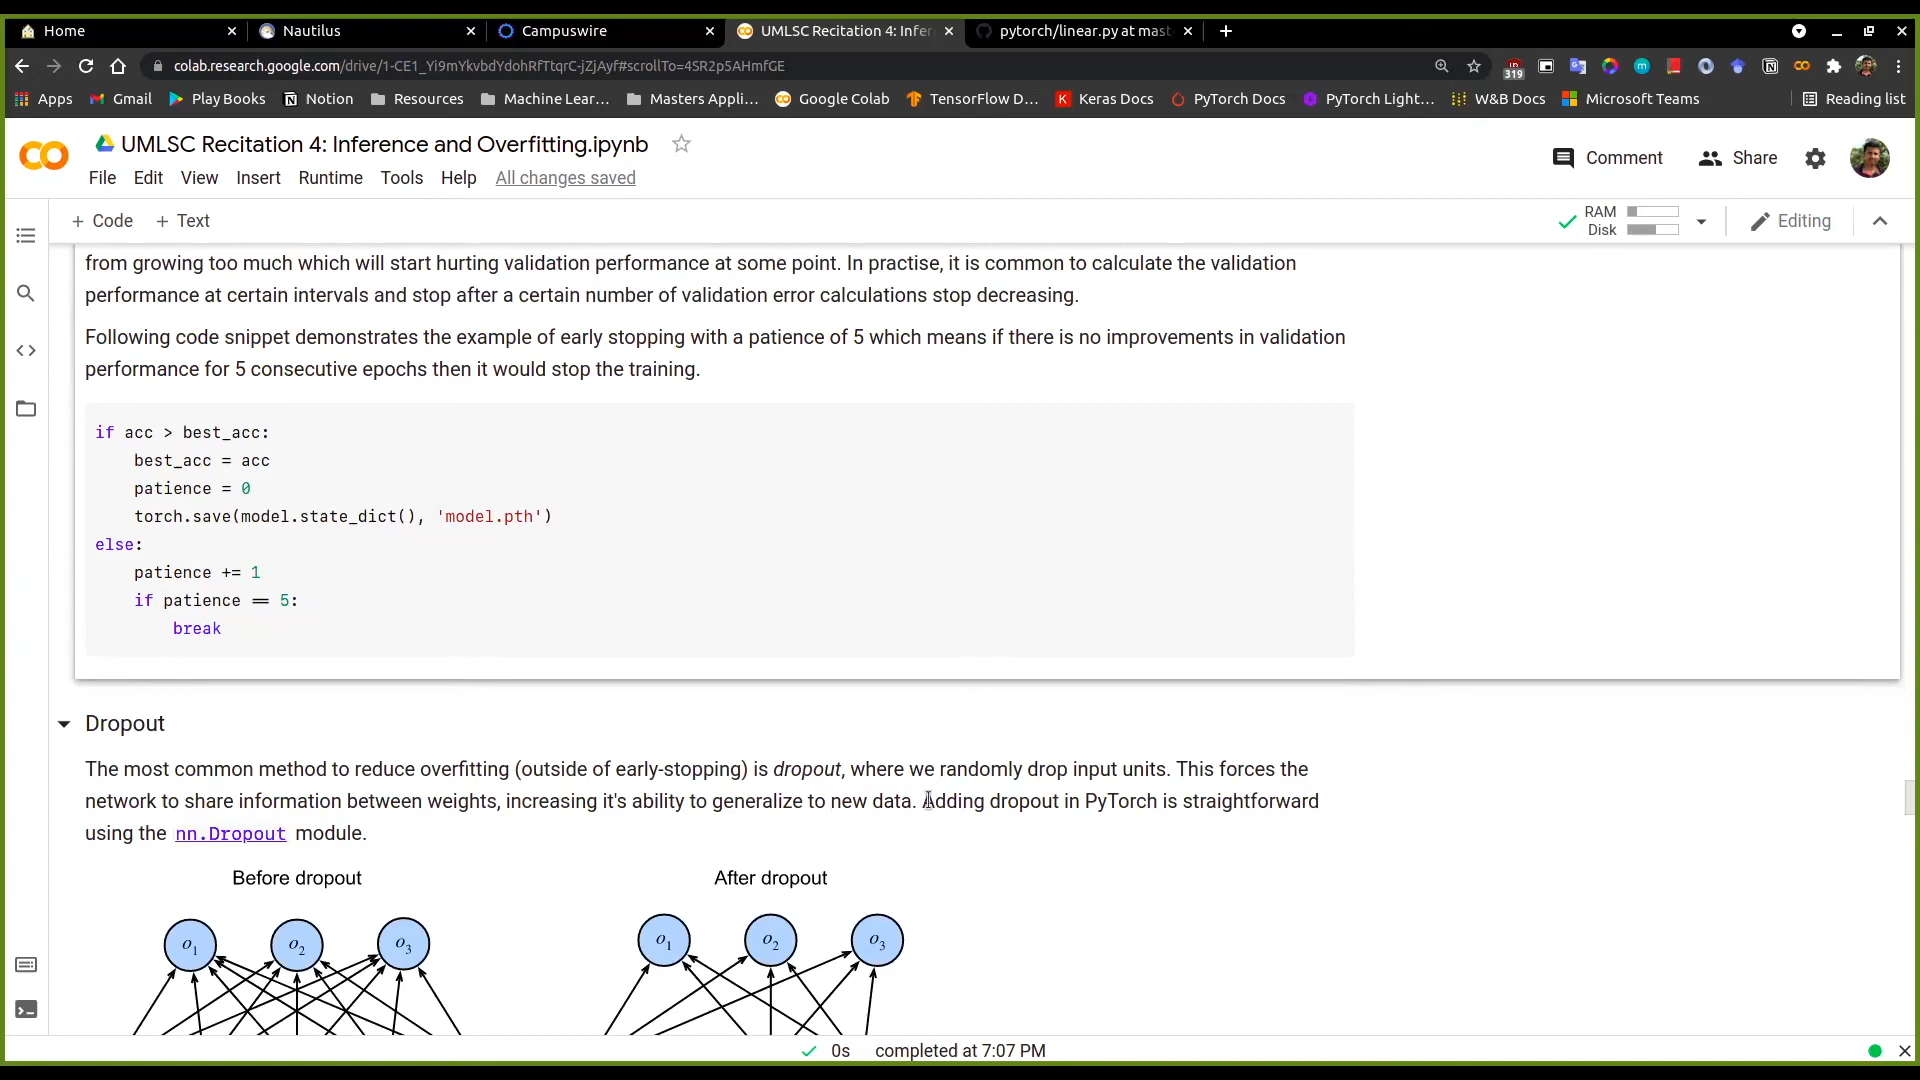 Home
Nautilus
Campuswire
UMLSC Recitation 4: Infer
pytorch/linear.py at mast
colab.research.google.com/drive/1-CE1_Yi9mYkvbdYdohRfTtqrC-jZjAyf#scrollTo=4SR2p5AHmfGE
319
Apps
Gmail
Play Books
Notion
Resources
Machine Lear...
Masters Appli...
Google Colab
TensorFlow D...
Keras Docs
PyTorch Docs
PyTorch Light...
W&B Docs
Microsoft Teams
Reading list
UMLSC Recitation 4: Inference and Overfitting.ipynb
Comment
Share
File Edit View Insert Runtime Tools Help All changes saved
+ Code + Text
RAM
Disk
Editing
from growing too much which will start hurting validation performance at some point. In practise, it is common to calculate the validation
performance at certain intervals and stop after a certain number of validation error calculations stop decreasing.
Following code snippet demonstrates the example of early stopping with a patience of 5 which means if there is no improvements in validation
performance for 5 consecutive epochs then it would stop the training.
if acc > best_acc:
    best_acc = acc
    patience = 0
    torch.save(model.state_dict(), 'model.pth')
else:
    patience += 1
    if patience == 5:
        break
Dropout
The most common method to reduce overfitting (outside of early-stopping) is dropout, where we randomly drop input units. This forces the
network to share information between weights, increasing it's ability to generalize to new data. Adding dropout in PyTorch is straightforward
using the nn.Dropout module.
Before dropout
After dropout
o1 o2 o3
o1 o2 o3
0s completed at 7:07 PM